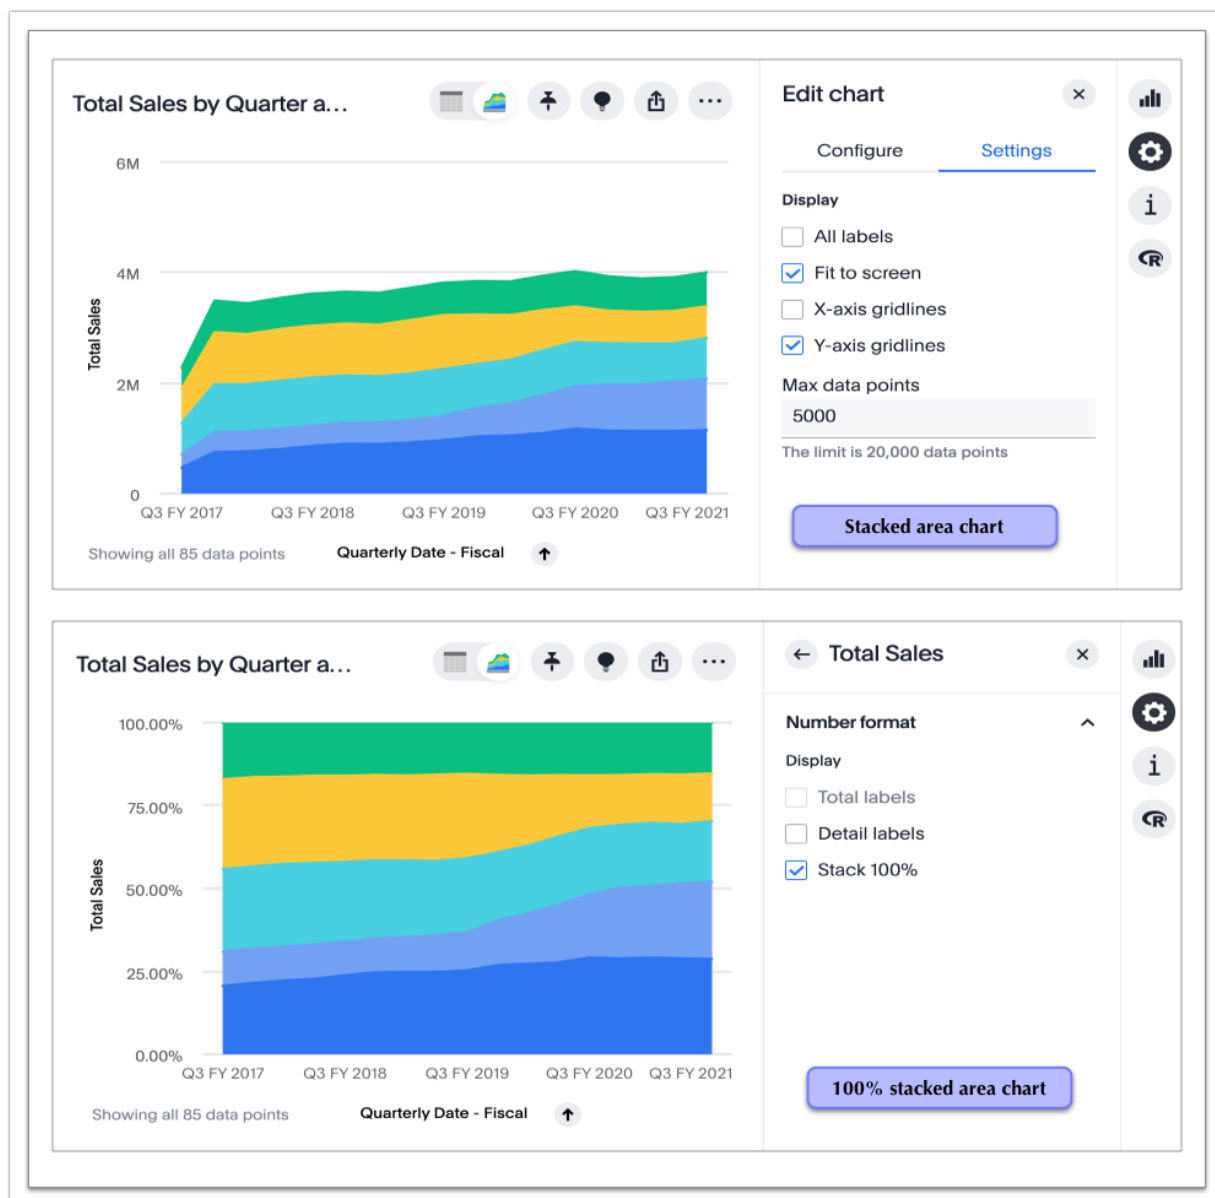 Total Sales by Quarter a...
Edit chart
Configure
Settings
Display
All labels
Fit to screen
X-axis gridlines
Y-axis gridlines
Max data points
5000
The limit is 20,000 data points
Stacked area chart
6M
4M
2M
0
Total Sales
Q3 FY 2017 Q3 FY 2018 Q3 FY 2019 Q3 FY 2020 Q3 FY 2021
Showing all 85 data points
Quarterly Date - Fiscal
i
R
Total Sales by Quarter a...
Total Sales
Number format
Display
Total labels
Detail labels
Stack 100%
100% stacked area chart
100.00%
75.00%
50.00%
25.00%
0.00%
Total Sales
Q3 FY 2017 Q3 FY 2018 Q3 FY 2019 Q3 FY 2020 Q3 FY 2021
Showing all 85 data points
Quarterly Date - Fiscal
i
R